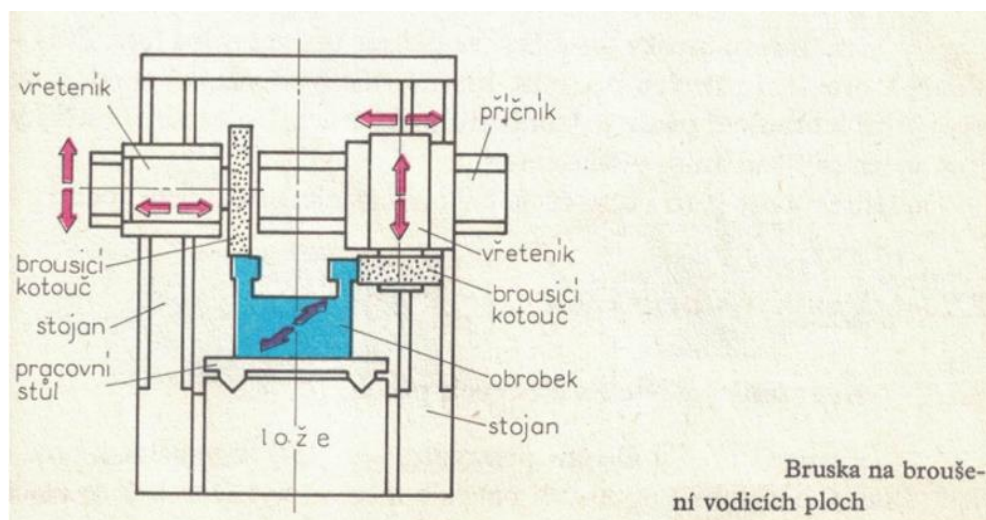 vřeteník
příčník
vřeteník
brousicí
kotouč
brousicí
kotouč
stojan
pracovní
stůl
obrobek
stojan
lože
Bruska na brouše-
ní vodicích ploch